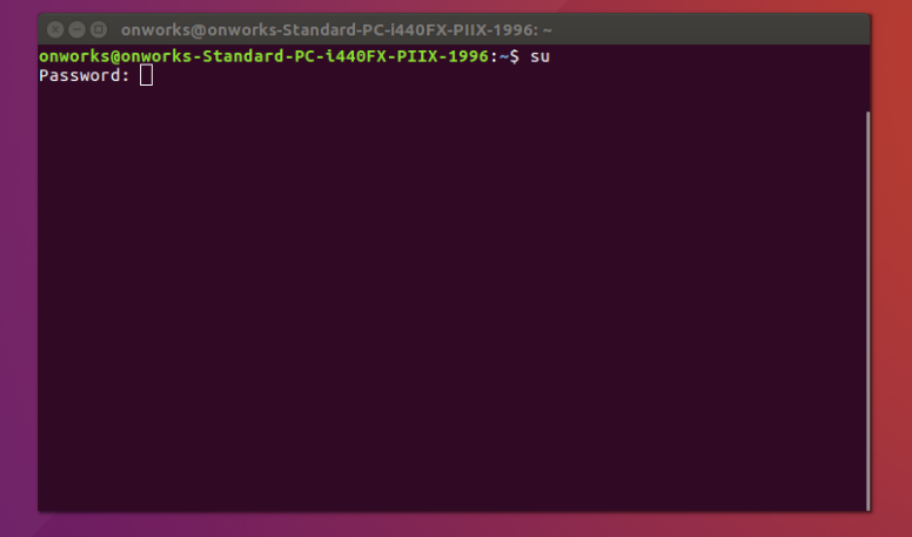 onworks@onworks-Standard-PC-i440FX-PIIX-1996: ~
onworks@onworks-Standard-PC-i440FX-PIIX-1996:~$ su
Password: